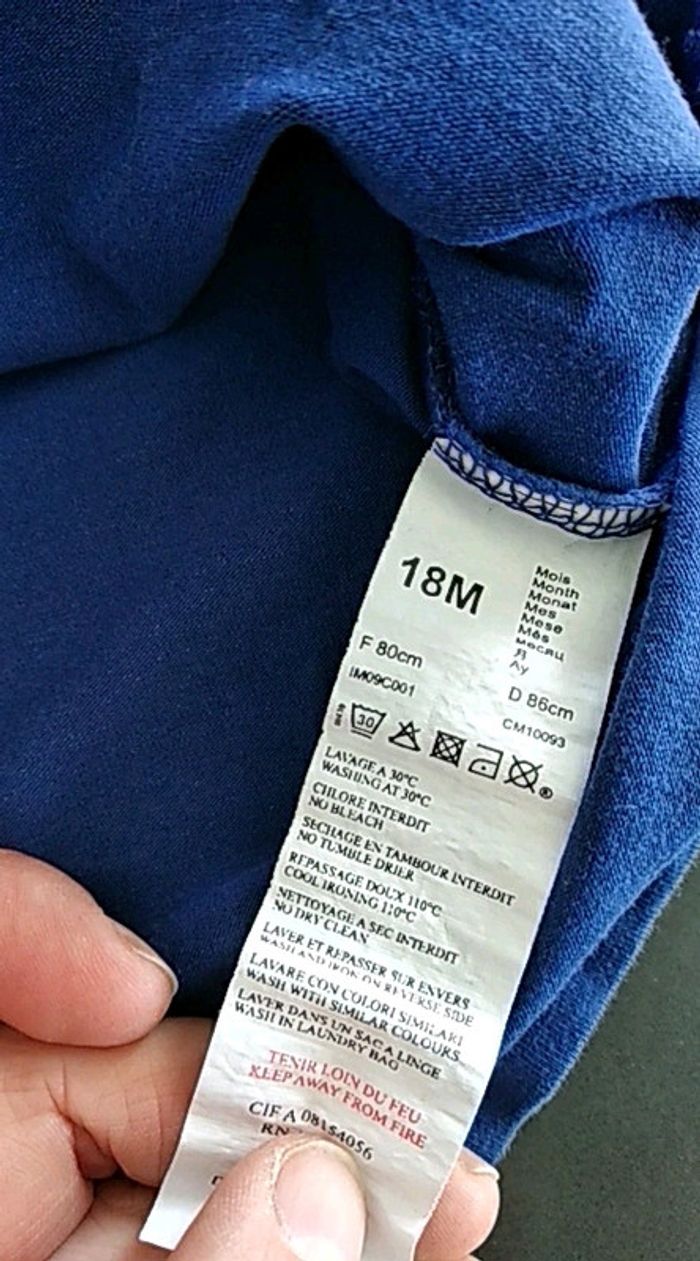 18M
Mois
Month
Monat
Mes
Mese
Mês
месяц
月
Ay
F 80cm
D 86cm
IM09C001
CM10093
30
LAVAGE A 30°C
WASHING AT 30°C
CHLORE INTERDIT
NO BLEACH
SECHAGE EN TAMBOUR INTERDIT
NO TUMBLE DRIER
REPASSAGE DOUX 110°C
COOL IRONING 110°C
NETTOYAGE A SEC INTERDIT
NO DRY CLEAN
LAVER ET REPASSER SUR ENVERS
WASH AND IRON ON REVERSE SIDE
LAVARE CON COLORI SIMILARI
WASH WITH SIMILAR COLOURS
LAVER DANS UN SAC A LINGE
WASH IN LAUNDRY BAG
TENIR LOIN DU FEU
KEEP AWAY FROM FIRE
CIF A 08154056
RN